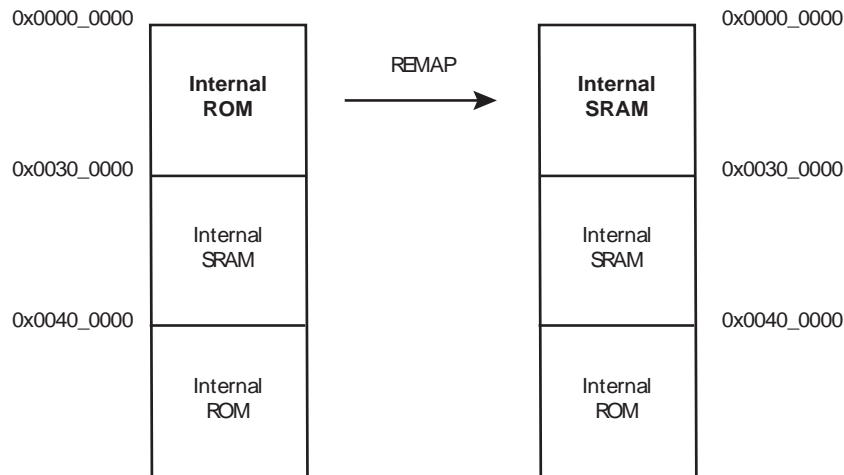 0x0000_0000
0x0000_0000
Internal
ROM
REMAP
Internal
SRAM
0x0030_0000
0x0030_0000
Internal
SRAM
Internal
SRAM
0x0040_0000
0x0040_0000
Internal
ROM
Internal
ROM